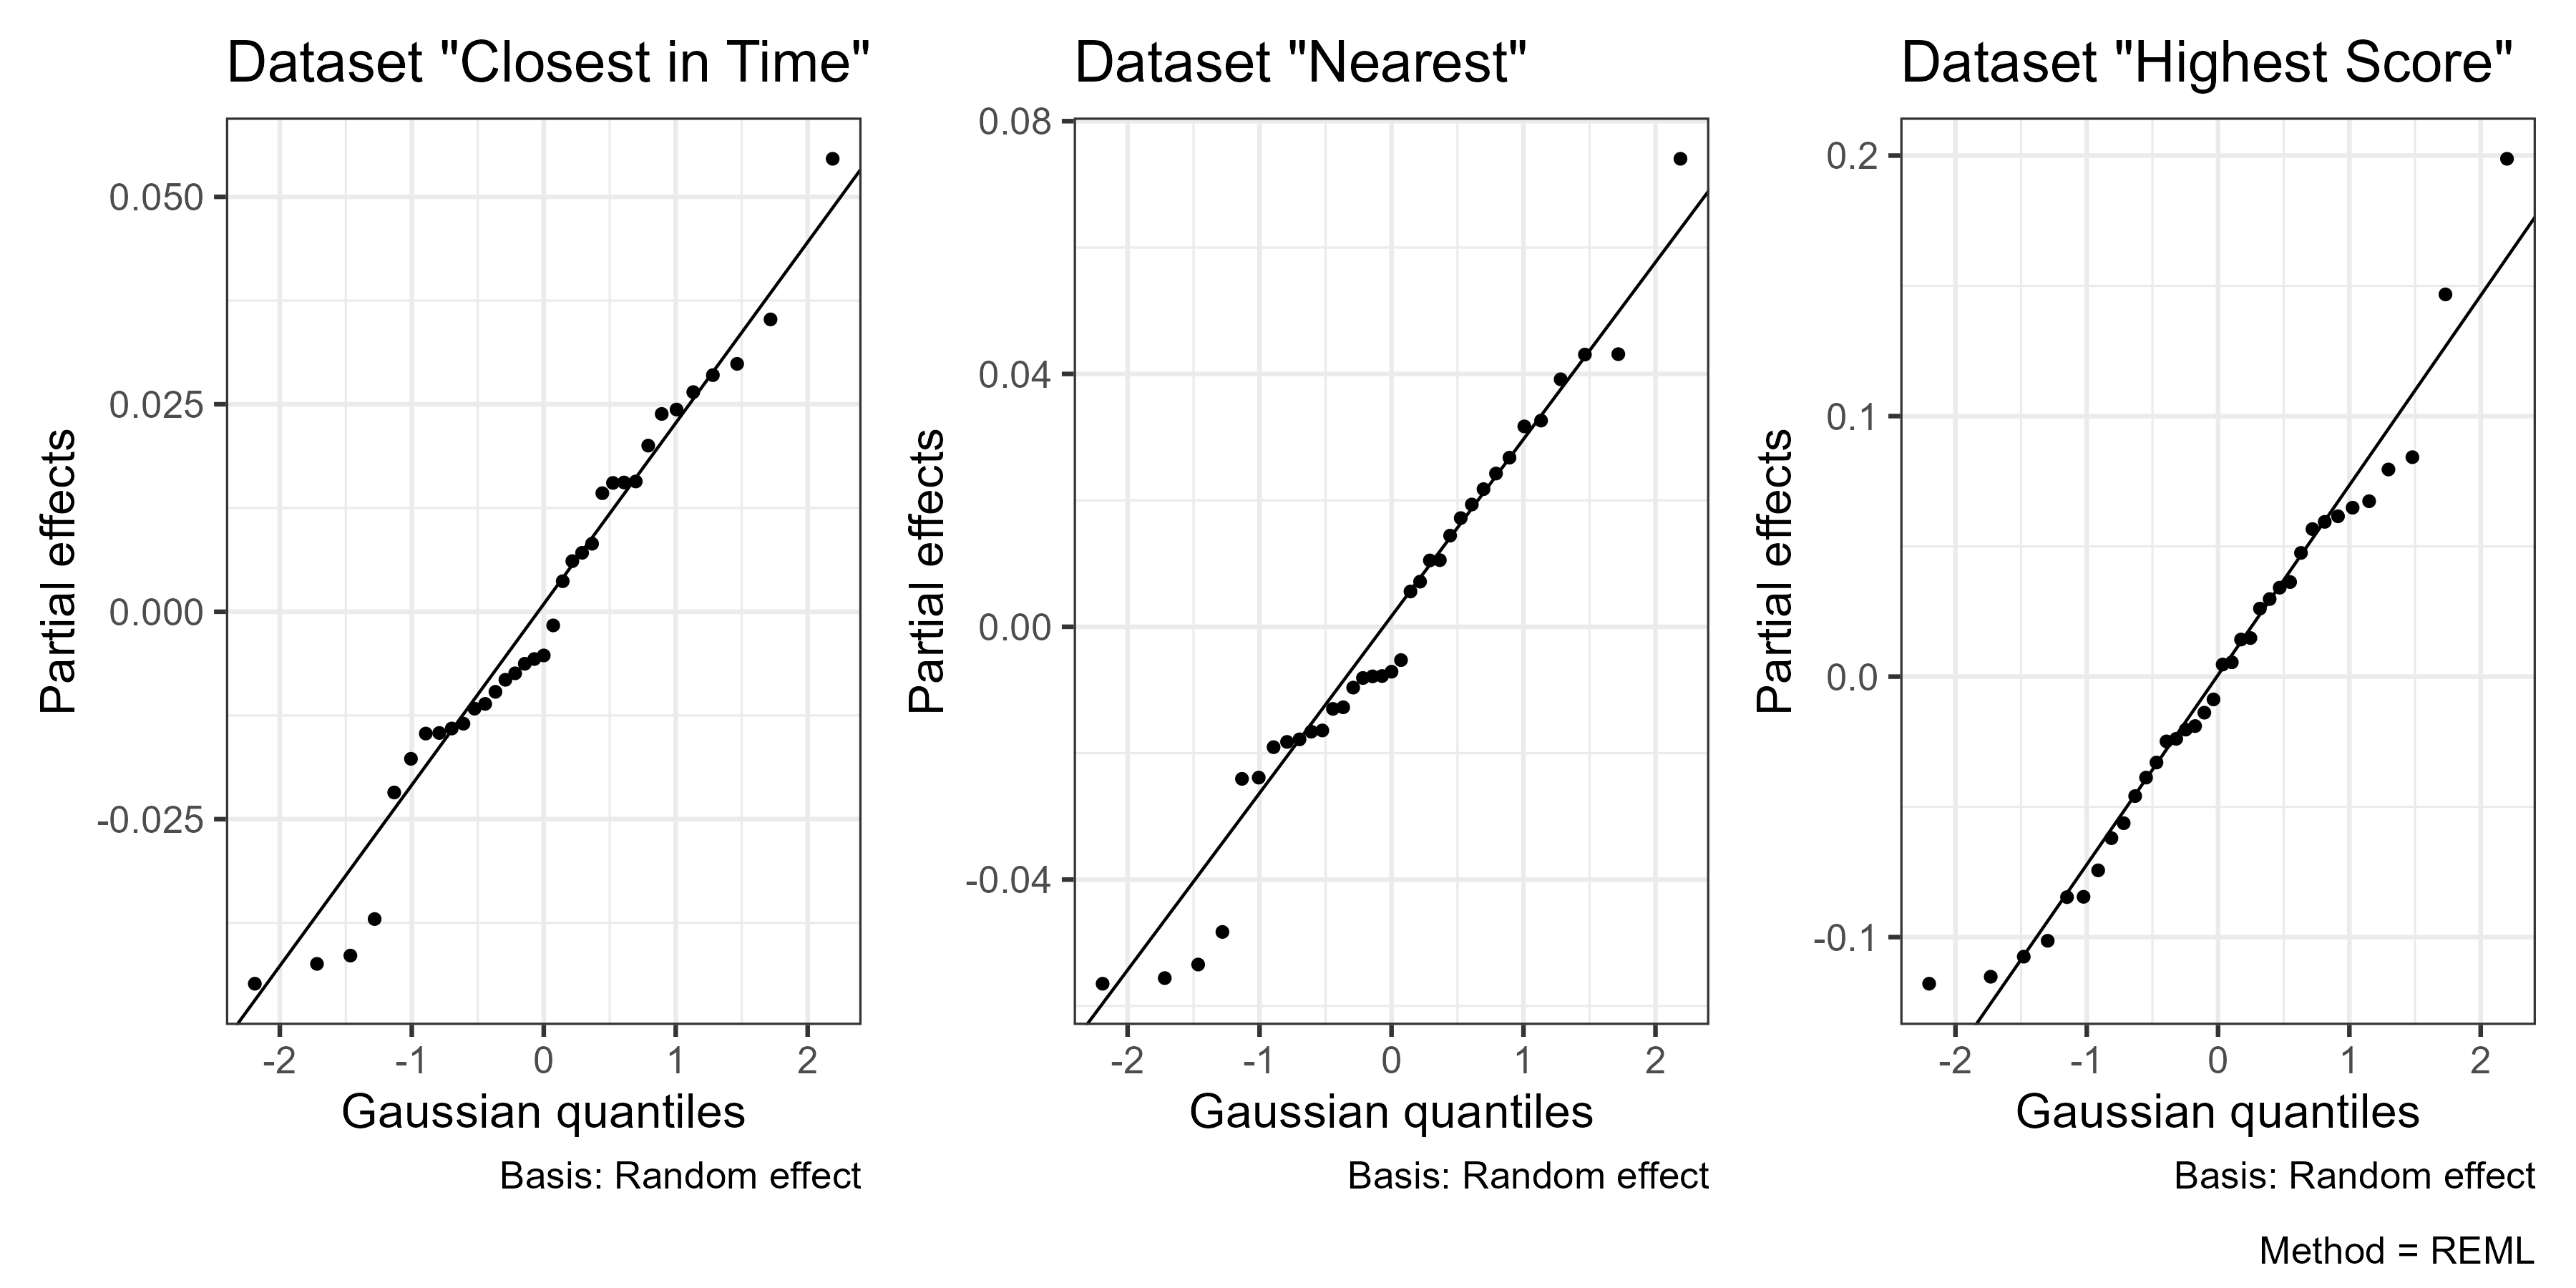 Dataset "Closest in Time"
Dataset "Nearest"
Dataset "Highest Score"
Partial effects
0.050
0.025
0.000
-0.025
-2
-1
0
1
2
Gaussian quantiles
Basis: Random effect
Partial effects
0.08
0.04
0.00
-0.04
-2
-1
0
1
2
Gaussian quantiles
Basis: Random effect
Partial effects
0.2
0.1
0.0
-0.1
-2
-1
0
1
2
Gaussian quantiles
Basis: Random effect
Method = REML